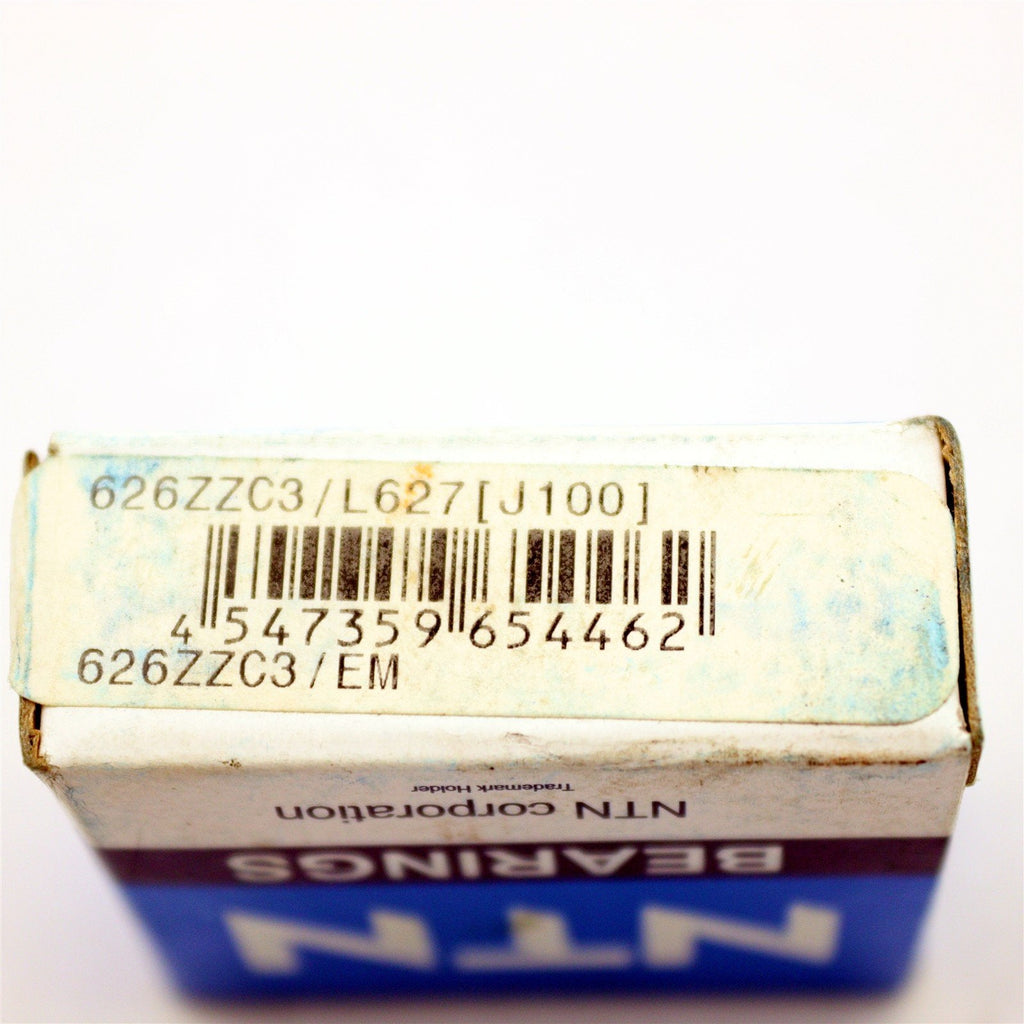 626ZZC3/L627[J100]
4 547359 654462
626ZZC3/EM
Trademark Holder
NTN corporation
BEARINGS
NTN